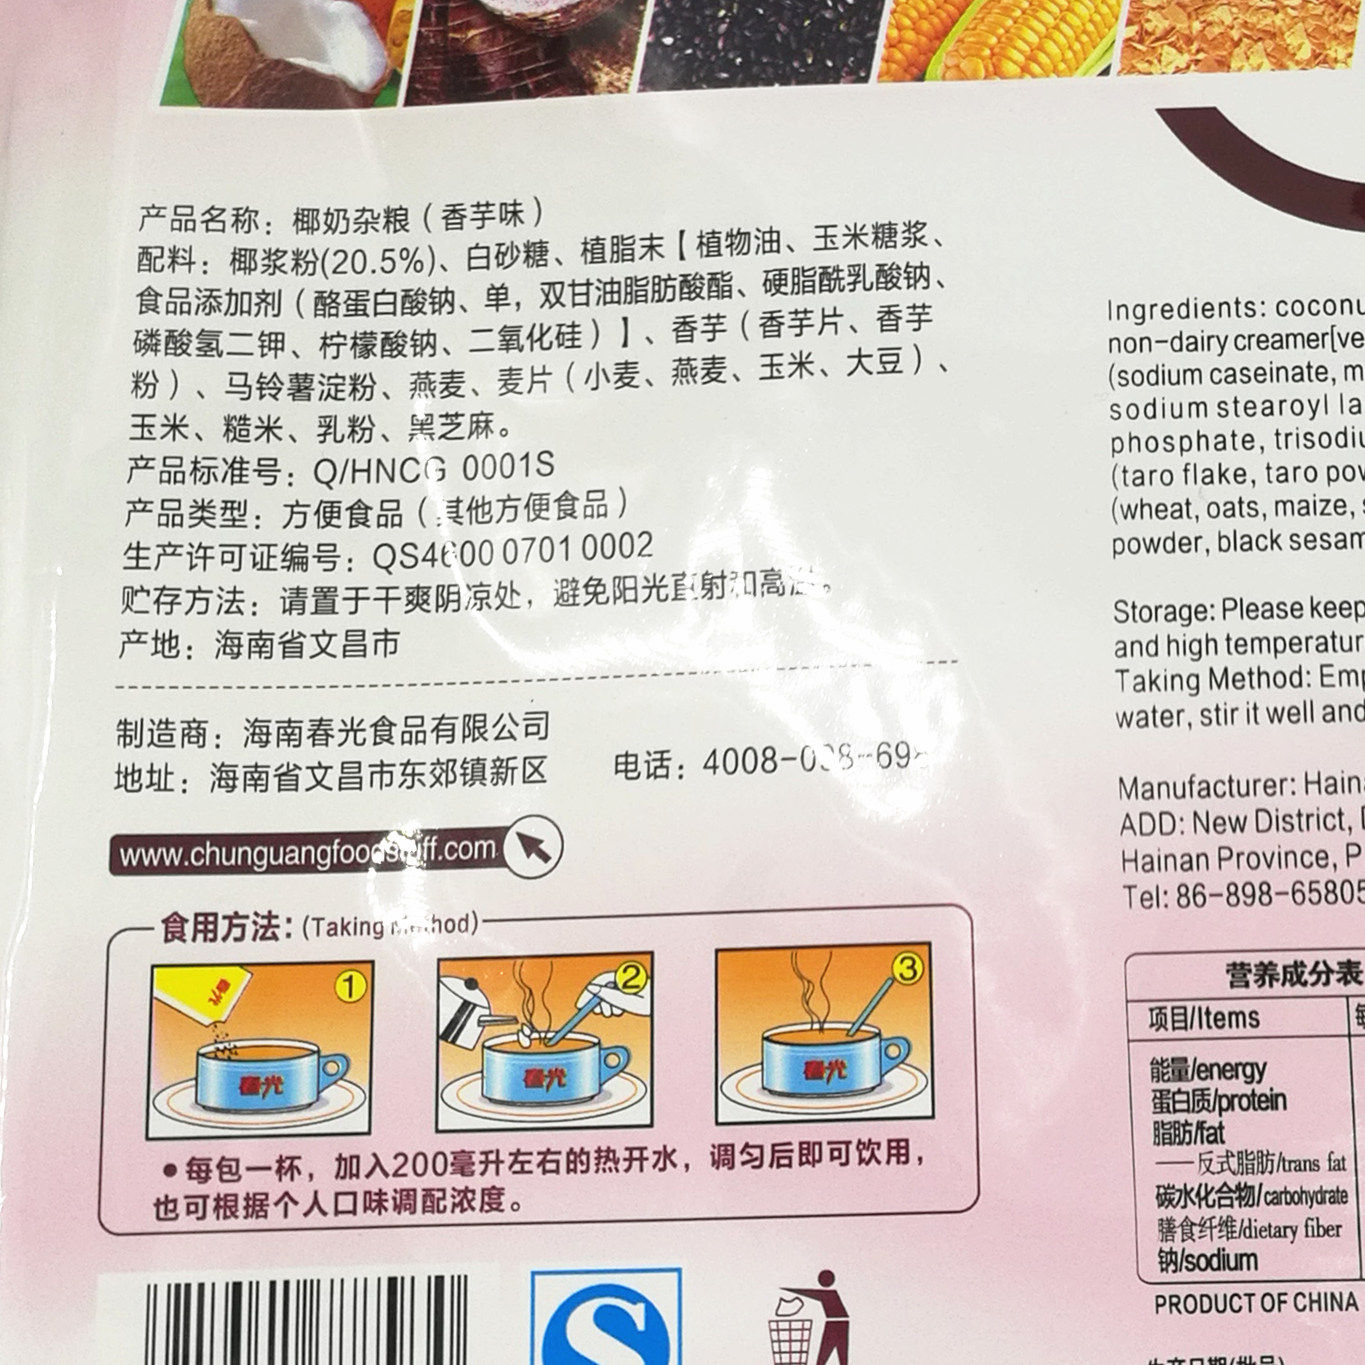 产品名称：椰奶杂粮（香芋味）
配料：椰浆粉(20.5%)、白砂糖、植脂末【植物油、玉米糖浆、
食品添加剂（酪蛋白酸钠、单，双甘油脂肪酸酯、硬脂酰乳酸钠、
磷酸氢二钾、柠檬酸钠、二氧化硅）】、香芋（香芋片、香芋
粉）、马铃薯淀粉、燕麦、麦片（小麦、燕麦、玉米、大豆）、
玉米、糙米、乳粉、黑芝麻。
产品标准号：Q/HNCG 0001S
产品类型：方便食品（其他方便食品）
生产许可证编号：QS4600 0701 0002
贮存方法：请置于干爽阴凉处，避免阳光直射和高温。
产地：海南省文昌市
制造商：海南春光食品有限公司
地址：海南省文昌市东郊镇新区 电话：
www.chunguangfoodstuff.com
食用方法：(Taking Method)
1
2
3
春光
春光
春光
春光
●每包一杯，加入200毫升左右的热开水，调匀后即可饮用，
也可根据个人口味调配浓度。
Ingredients:
non-dairy creamer
(sodium caseinate,
sodium stearoyl
phosphate,
(taro flake, taro
(wheat, oats, maize,
powder, black
Storage: Please keep
and high
Taking Method:
water, stir it well and
Manufacturer:
ADD: New District,
Hainan Province,
Tel: 86-898-65805
营养成分表
项目/Items
能量/energy
蛋白质/protein
脂肪/fat
——反式脂肪/trans fat
碳水化合物/carbohydrate
膳食纤维/dietary fiber
钠/sodium
PRODUCT OF CHINA
S